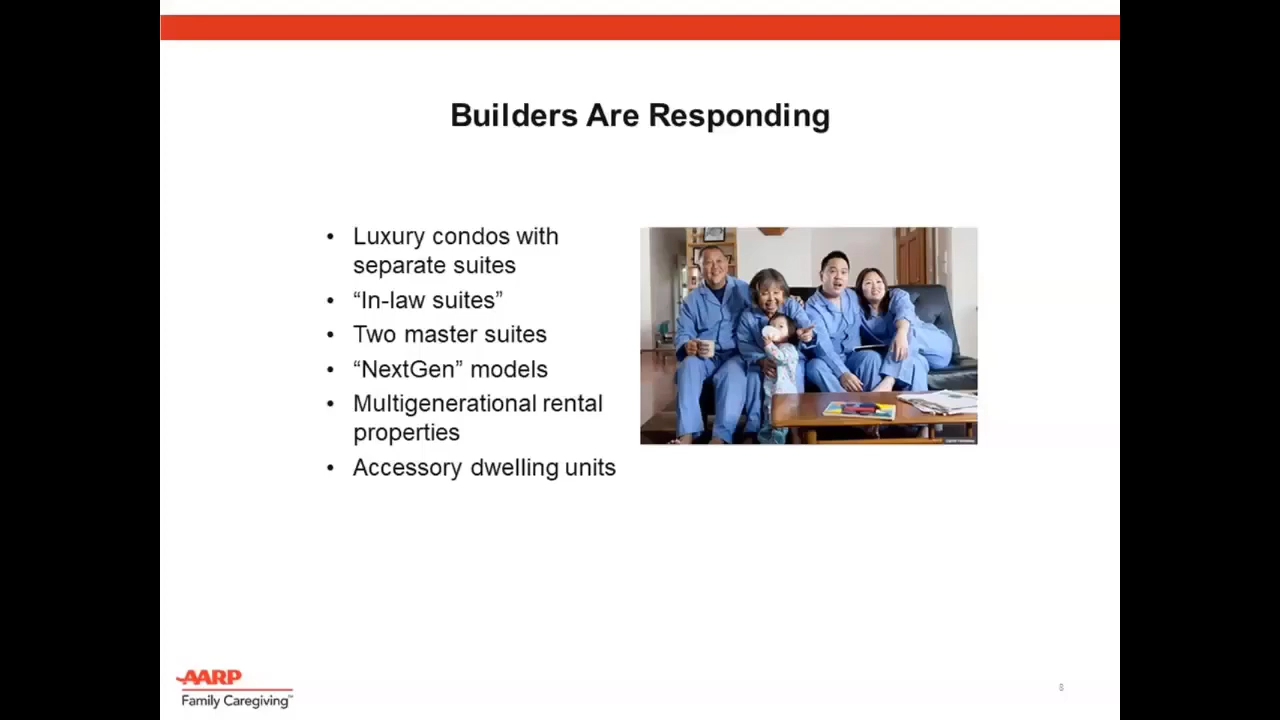 Builders Are Responding
• Luxury condos with
separate suites
• “In-law suites”
• Two master suites
• “NextGen” models
• Multigenerational rental
properties
• Accessory dwelling units
AARP
Family Caregiving™